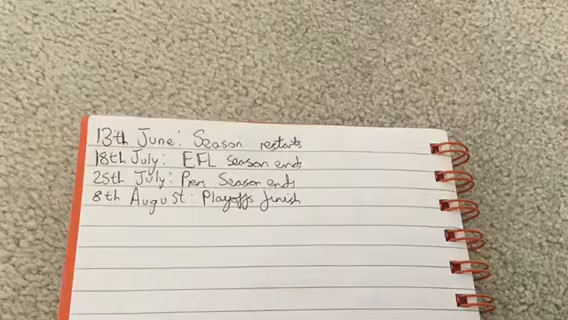 13th June: Season restarts
18th July: EFL season ends
25th July: Prem Season ends
8th August: Playoffs finish